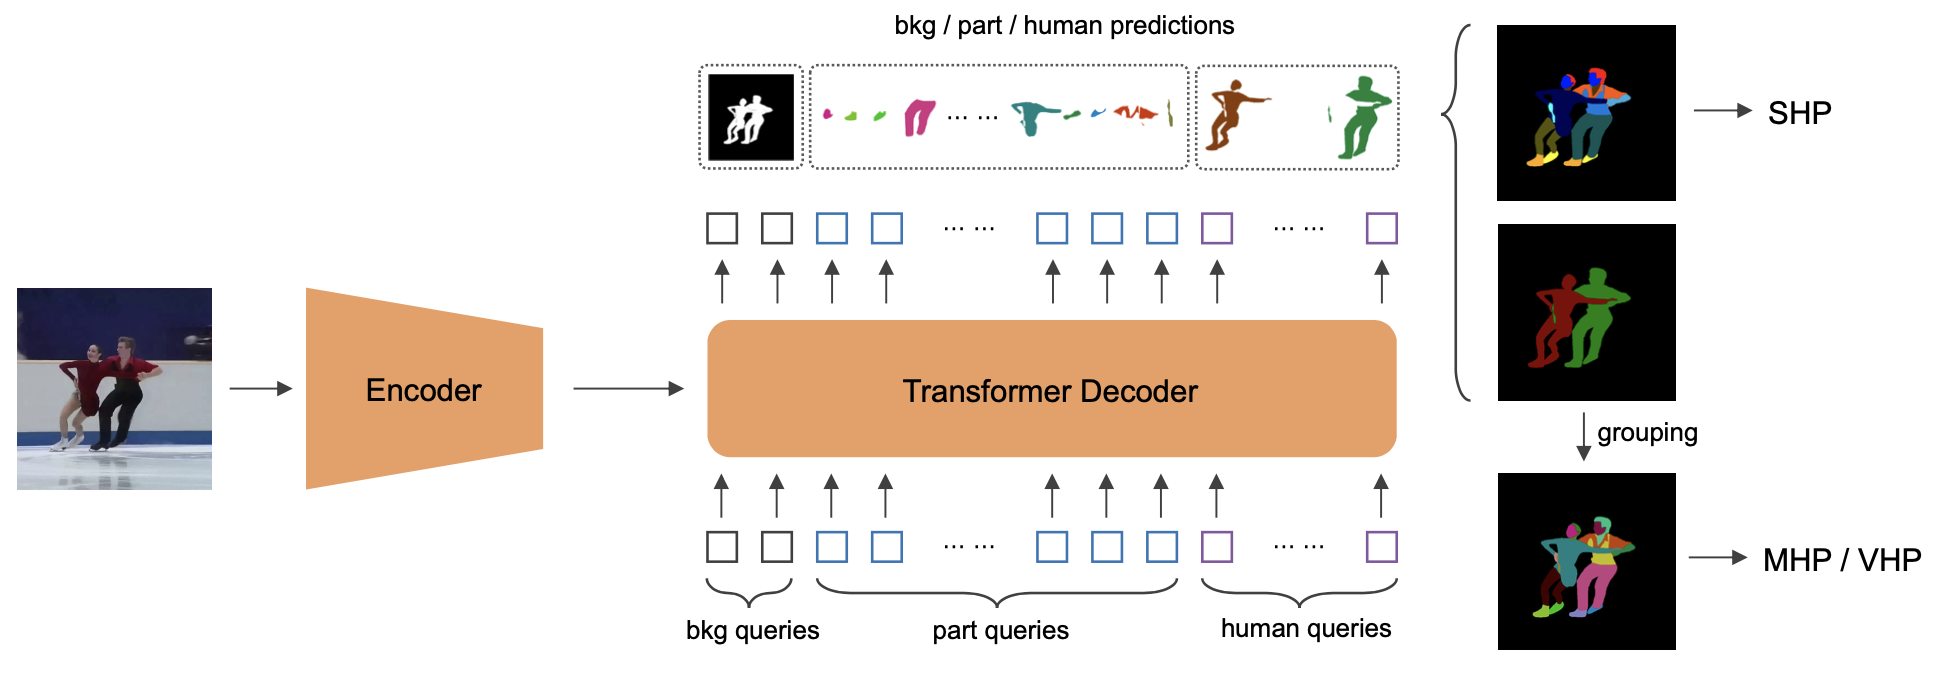 bkg / part / human predictions
SHP
Encoder
Transformer Decoder
... ...
... ...
... ...
grouping
... ...
... ...
MHP / VHP
bkg queries
part queries
human queries